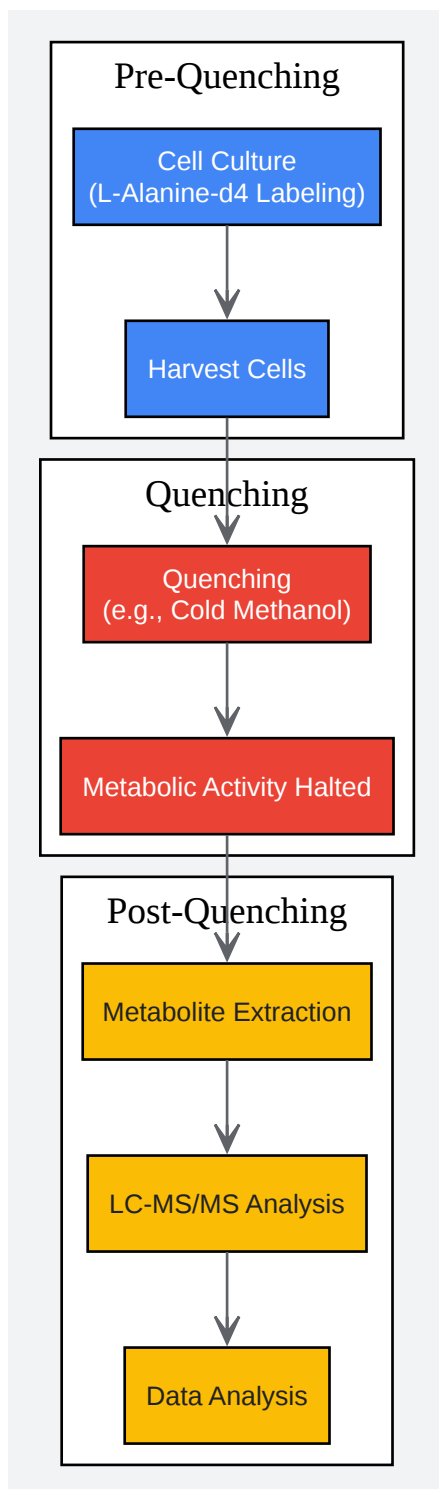 Pre-Quenching
Cell Culture
(L-Alanine-d4 Labeling)
Harvest Cells
Quenching
Quenching
(e.g., Cold Methanol)
Metabolic Activity Halted
Post-Quenching
Metabolite Extraction
LC-MS/MS Analysis
Data Analysis